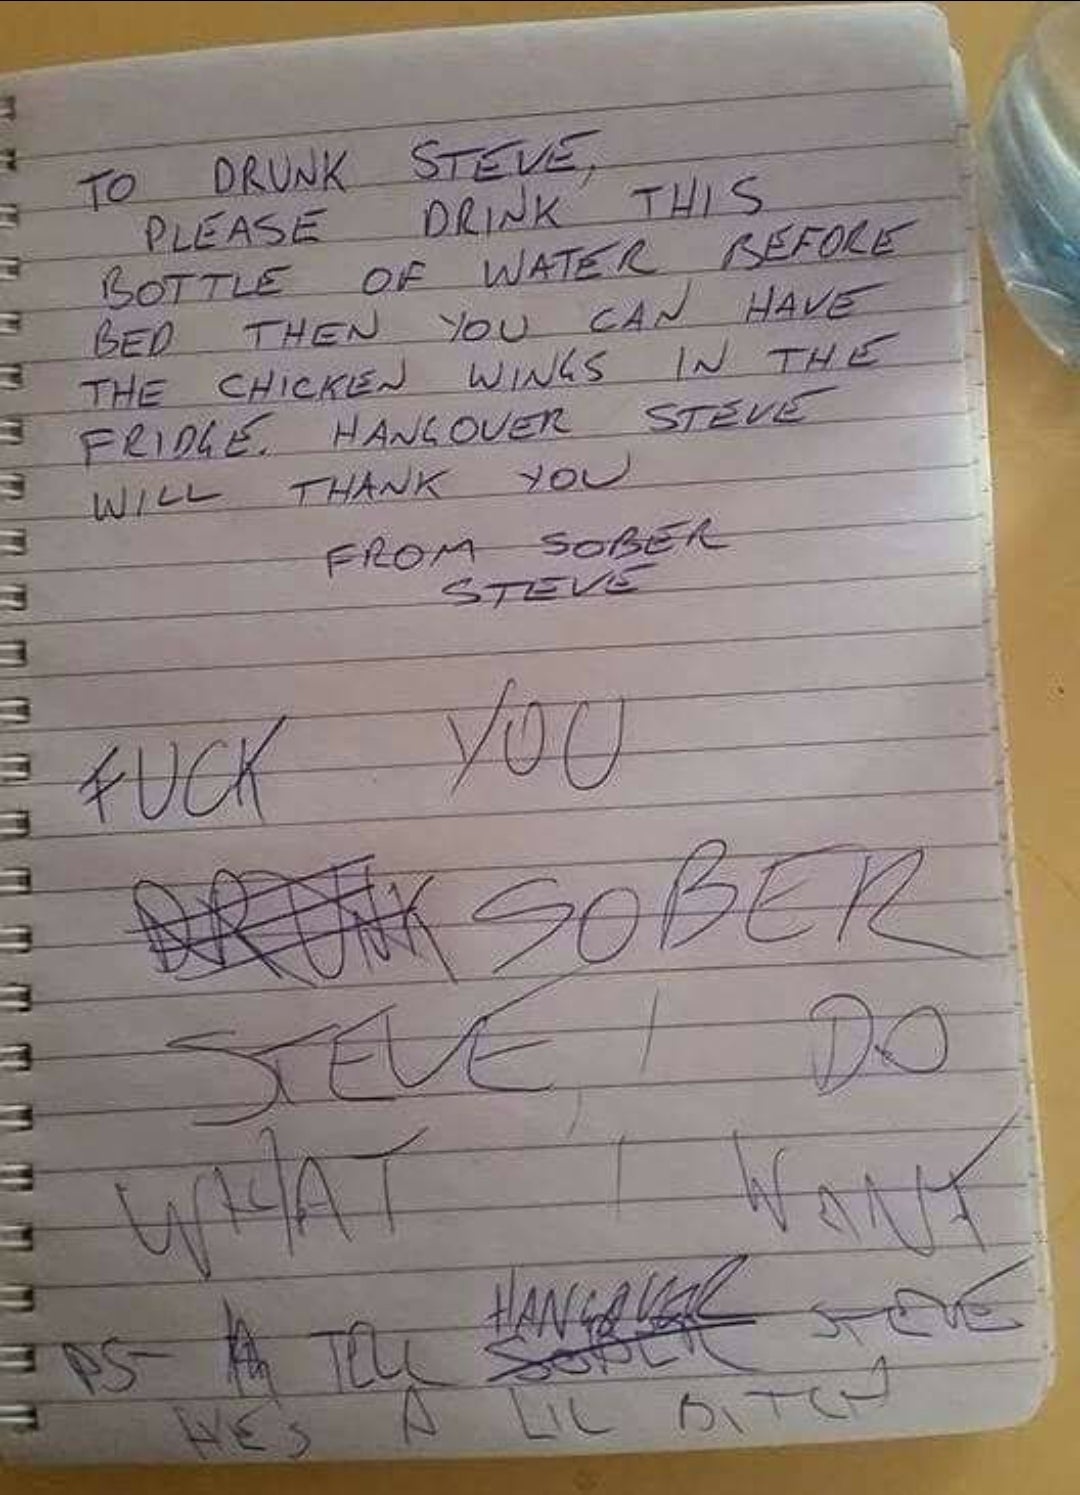 TO DRUNK STEVE,
PLEASE DRINK THIS
BOTTLE OF WATER BEFORE
BED THEN YOU CAN HAVE
THE CHICKEN WINGS IN THE
FRIDGE. HANGOVER STEVE
WILL THANK YOU
FROM SOBER
STEVE
FUCK YOU
DRUNK SOBER
STEVE, I DO
WHAT I WANT
HANGOVER
PS- TELL SOBER STEVE
HE'S A LIL BITCH